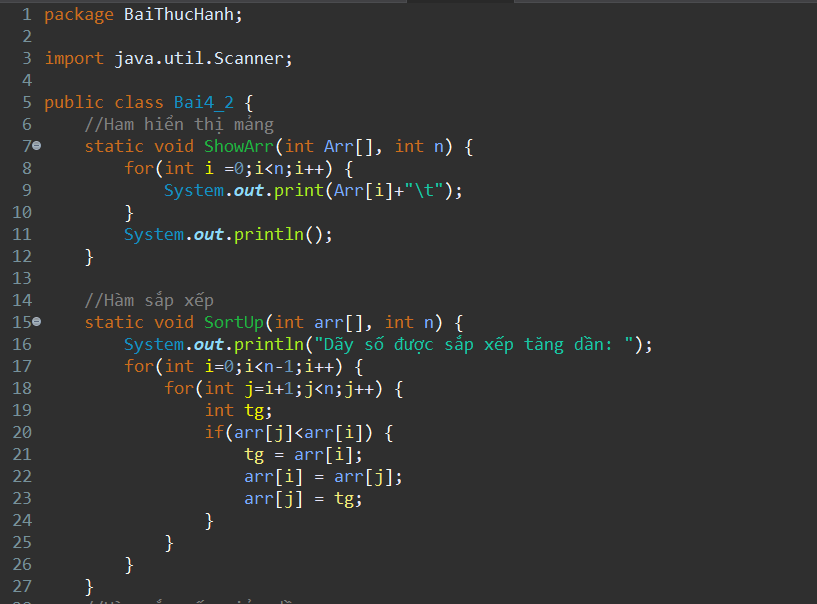 1 package BaiThucHanh;
2
3 import java.util.Scanner;
4
5 public class Bai4_2 {
6     //Ham hiển thị mảng
7     static void ShowArr(int Arr[], int n) {
8         for(int i =0;i<n;i++) {
9             System.out.print(Arr[i]+"\t");
10         }
11         System.out.println();
12     }
13
14     //Hàm sắp xếp
15     static void SortUp(int arr[], int n) {
16         System.out.println("Dãy số được sắp xếp tăng dần: ");
17         for(int i=0;i<n-1;i++) {
18             for(int j=i+1;j<n;j++) {
19                 int tg;
20                 if(arr[j]<arr[i]) {
21                     tg = arr[i];
22                     arr[i] = arr[j];
23                     arr[j] = tg;
24                 }
25             }
26         }
27     }